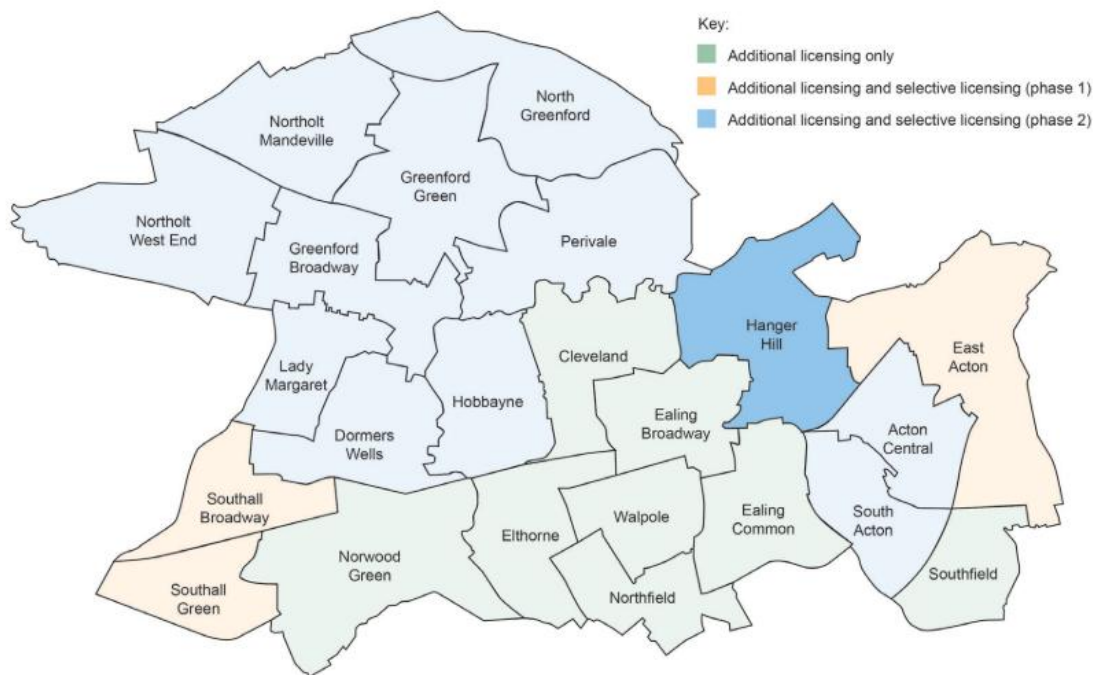 Key:
Additional licensing only
Additional licensing and selective licensing (phase 1)
Additional licensing and selective licensing (phase 2)
North
Greenford
Northolt
Mandeville
Greenford
Green
Northolt
West End
Greenford
Broadway
Perivale
Hanger
Hill
East
Acton
Cleveland
Lady
Margaret
Hobbayne
Ealing
Broadway
Acton
Central
Dormers
Wells
Southall
Broadway
Walpole
Ealing
Common
South
Acton
Elthorne
Norwood
Green
Southfield
Southall
Green
Northfield